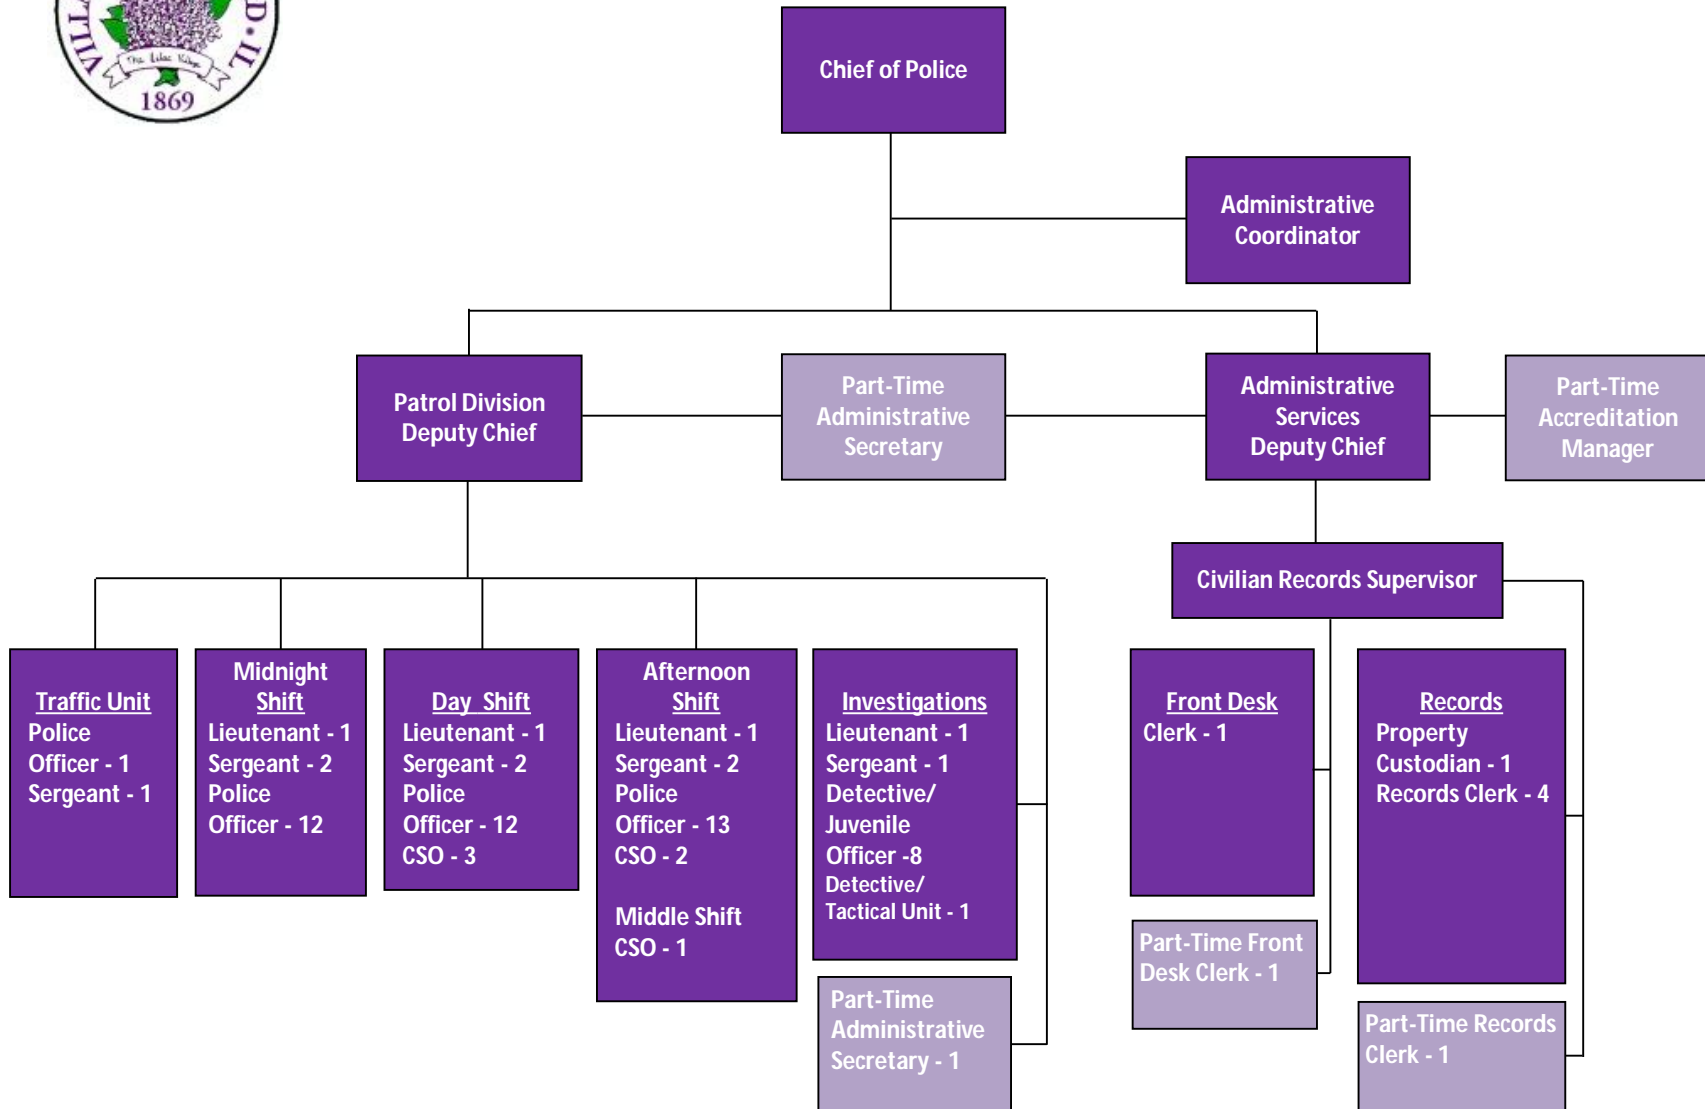 VILL
D • IL
The Lilac Village
1869
Chief of Police
Administrative
Coordinator
Patrol Division
Deputy Chief
Part-Time
Administrative
Secretary
Administrative
Services
Deputy Chief
Part-Time
Accreditation
Manager
Civilian Records Supervisor
Traffic Unit
Police
Officer - 1
Sergeant - 1
Midnight
Shift
Lieutenant - 1
Sergeant - 2
Police
Officer - 12
Day Shift
Lieutenant - 1
Sergeant - 2
Police
Officer - 12
CSO - 3
Afternoon
Shift
Lieutenant - 1
Sergeant - 2
Police
Officer - 13
CSO - 2
Middle Shift
CSO - 1
Investigations
Lieutenant - 1
Sergeant - 1
Detective/
Juvenile
Officer -8
Detective/
Tactical Unit - 1
Part-Time
Administrative
Secretary - 1
Front Desk
Clerk - 1
Part-Time Front
Desk Clerk - 1
Records
Property
Custodian - 1
Records Clerk - 4
Part-Time Records
Clerk - 1